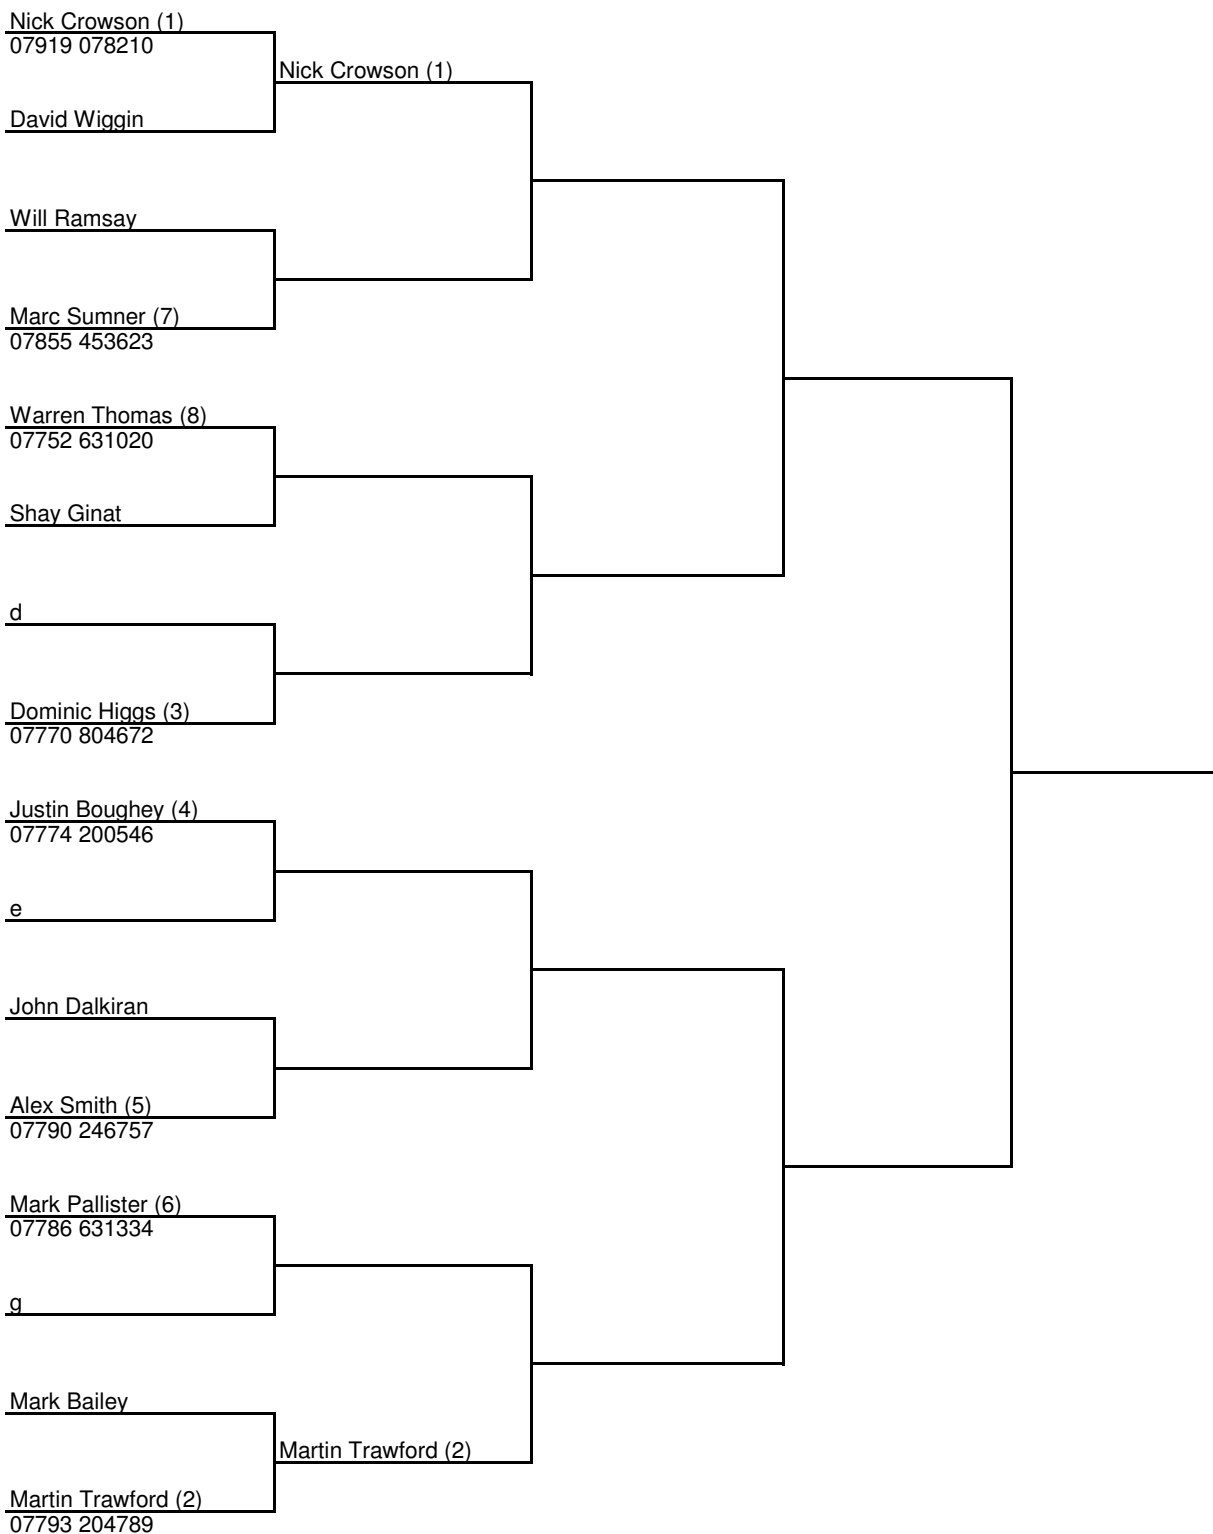 Nick Crowson (1)
07919 078210
Nick Crowson (1)
David Wiggin
Will Ramsay
Marc Sumner (7)
07855 453623
Warren Thomas (8)
07752 631020
Shay Ginat
d
Dominic Higgs (3)
07770 804672
Justin Boughey (4)
07774 200546
e
John Dalkiran
Alex Smith (5)
07790 246757
Mark Pallister (6)
07786 631334
g
Mark Bailey
Martin Trawford (2)
Martin Trawford (2)
07793 204789